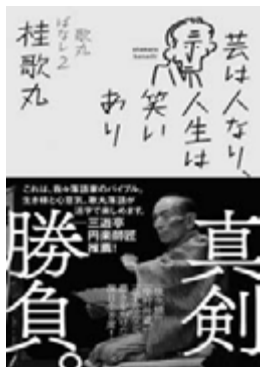 芸は人なり、
人生は
笑い
あり
歌丸
ばなし2
桂歌丸
これは、我々落語家のバイブル。
生き様と心意気、歌丸落語が
活字で楽しめます。
──三遊亭
円楽師匠
推薦!
真剣
勝負。